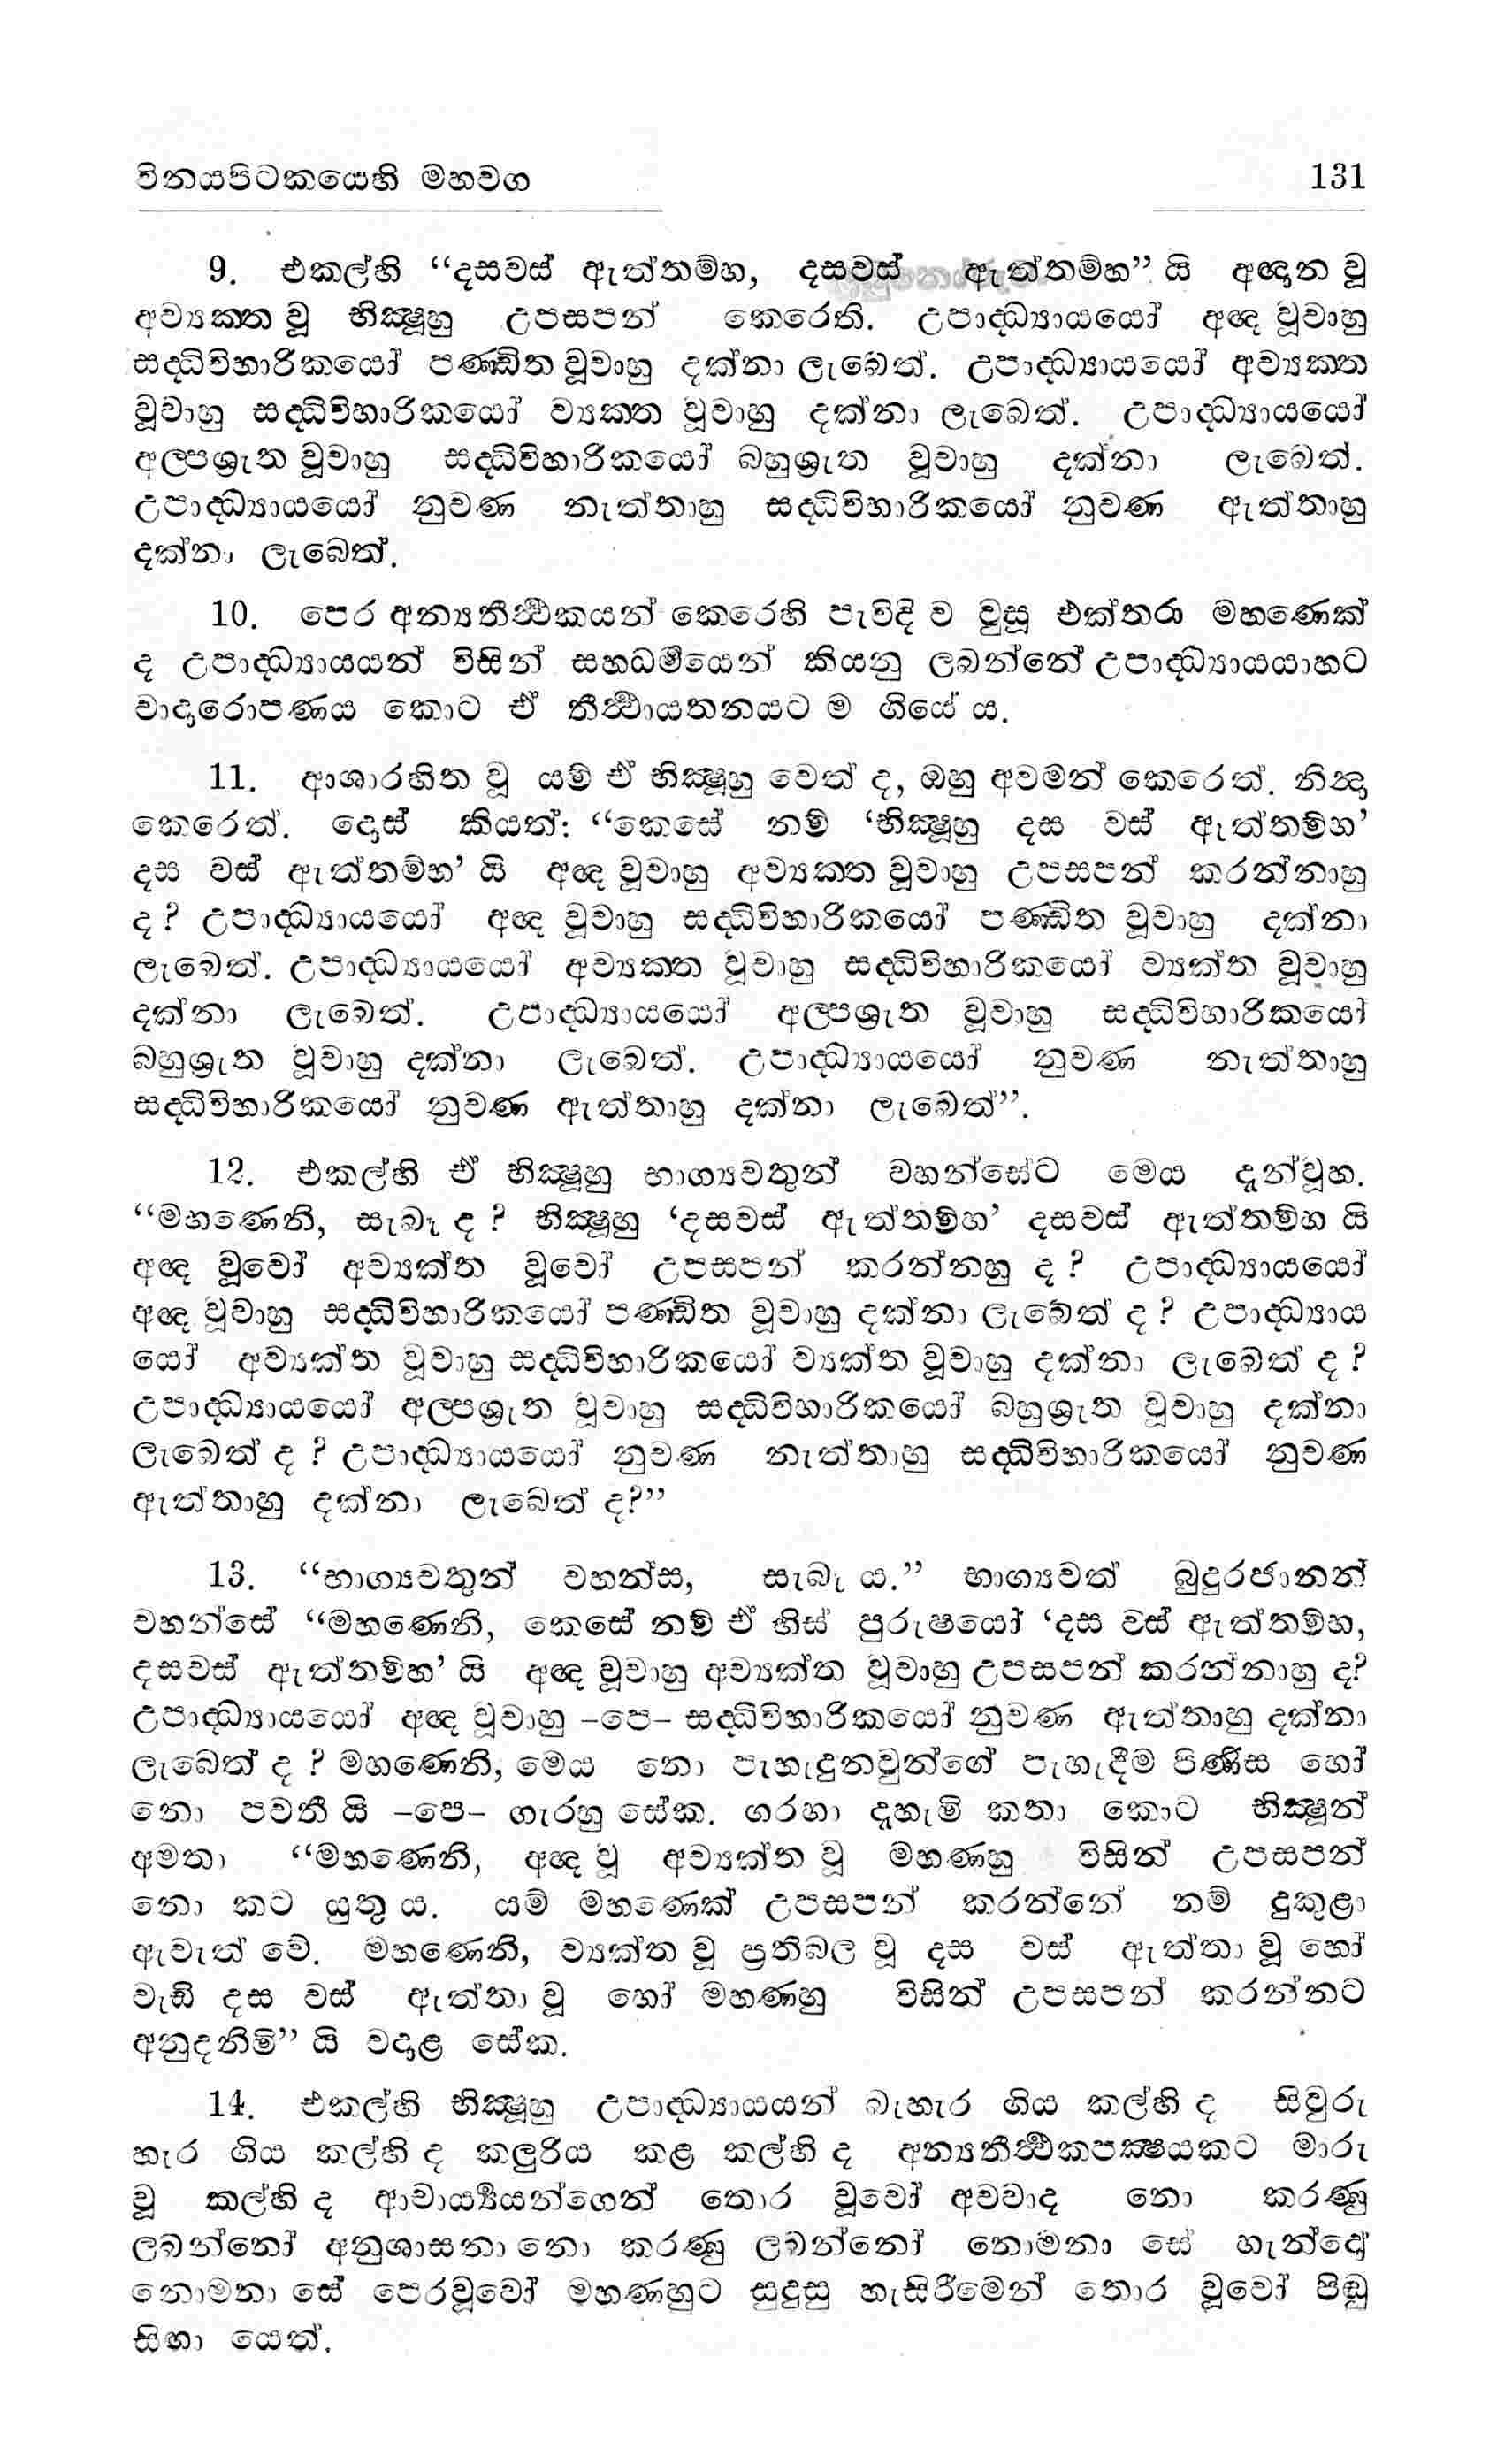 විනයපිටකයෙහි මහවග 131
9. එකල්හි “දසවස් ඇත්තම්හ, දසවස් ඇත්තම්හ” යි අඥාන වූ
අව්‍යක්ත වූ භික්‍ෂූහු උපසපන් කෙරෙති. උපාද්ධ්‍යායයෝ අඥ වූවාහු
සද්ධිවිහාරිකයෝ පණ්ඩිත වූවාහු දක්නා ලැබෙත්. උපාද්ධ්‍යායයෝ අව්‍යක්ත
වූවාහු සද්ධිවිහාරිකයෝ ව්‍යක්ත වූවාහු දක්නා ලැබෙත්. උපාද්ධ්‍යායයෝ
අල්පශ්‍රැත වූවාහු සද්ධිවිහාරිකයෝ බහුශ්‍රැත වූවාහු දක්නා ලැබෙත්.
උපාද්ධ්‍යායයෝ නුවණ නැත්තාහු සද්ධිවිහාරිකයෝ නුවණ ඇත්තාහු
දක්නා ලැබෙත්.
10. පෙර අන්‍යතීර්ථකයන් කෙරෙහි පැවිදි ව වුසූ එක්තරා මහණෙක්
ද උපාද්ධ්‍යායයන් විසින් සහධර්මයෙන් කියනු ලබන්නේ උපාද්ධ්‍යායයාහට
වාදාරොපණය කොට ඒ තීර්ථායතනයට ම ගියේ ය.
11. ආශාරහිත වූ යම් ඒ භික්‍ෂූහු වෙත් ද, ඔහු අවමන් කෙරෙත්. නින්‍දා
කෙරෙත්. දොස් කියත්: “කෙසේ නම් ‘භික්‍ෂූහු දස වස් ඇත්තම්හ’
දස වස් ඇත්තම්හ’ යි අඥ වූවාහු අව්‍යක්ත වූවාහු උපසපන් කරන්නාහු
ද? උපාද්ධ්‍යායයෝ අඥ වූවාහු සද්ධිවිහාරිකයෝ පණ්ඩිත වූවාහු දක්නා
ලැබෙත්. උපාද්ධ්‍යායයෝ අව්‍යක්ත වූවාහු සද්ධිවිහාරිකයෝ ව්‍යක්ත වූවාහු
දක්නා ලැබෙත්. උපාද්ධ්‍යායයෝ අල්පශ්‍රැත වූවාහු සද්ධිවිහාරිකයෝ
බහුශ්‍රැත වූවාහු දක්නා ලැබෙත්. උපාද්ධ්‍යායයෝ නුවණ නැත්තාහු
සද්ධිවිහාරිකයෝ නුවණ ඇත්තාහු දක්නා ලැබෙත්”.
12. එකල්හි ඒ භික්‍ෂූහු භාග්‍යවතුන් වහන්සේට මෙය දැන්වූහ.
“මහණෙනි, සැබෑ ද? භික්‍ෂූහු ‘දසවස් ඇත්තම්හ’ දසවස් ඇත්තම්හ යි
අඥ වූවෝ අව්‍යක්ත වූවෝ උපසපන් කරන්නහු ද? උපාද්ධ්‍යායයෝ
අඥ වූවාහු සද්ධිවිහාරිකයෝ පණ්ඩිත වූවාහු දක්නා ලැබෙත් ද? උපාද්ධ්‍යාය
යෝ අව්‍යක්ත වූවාහු සද්ධිවිහාරිකයෝ ව්‍යක්ත වූවාහු දක්නා ලැබෙත් ද?
උපාද්ධ්‍යායයෝ අල්පශ්‍රැත වූවාහු සද්ධිවිහාරිකයෝ බහුශ්‍රැත වූවාහු දක්නා
ලැබෙත් ද? උපාද්ධ්‍යායයෝ නුවණ නැත්තාහු සද්ධිවිහාරිකයෝ නුවණ
ඇත්තාහු දක්නා ලැබෙත් ද?”
13. “භාග්‍යවතුන් වහන්ස, සැබෑ ය.” භාග්‍යවත් බුදුරජානන්
වහන්සේ “මහණෙනි, කෙසේ නම් ඒ හිස් පුරුෂයෝ ‘දස වස් ඇත්තම්හ,
දසවස් ඇත්තම්හ’ යි අඥ වූවාහු අව්‍යක්ත වූවාහු උපසපන් කරන්නාහු ද?
උපාද්ධ්‍යායයෝ අඥ වූවාහු –පෙ– සද්ධිවිහාරිකයෝ නුවණ ඇත්තාහු දක්නා
ලැබෙත් ද? මහණෙනි, මෙය නො පැහැදුනවුන්ගේ පැහැදීම පිණිස හෝ
නො පවතී යි –පෙ– ගැරහු සේක. ගරහා දැහැමි කතා කොට භික්‍ෂූන්
අමතා “මහණෙනි, අඥ වූ අව්‍යක්ත වූ මහණහු විසින් උපසපන්
නො කට යුතු ය. යම් මහණෙක් උපසපන් කරන්නේ නම් දුකුළා
ඇවැත් වේ. මහණෙනි, ව්‍යක්ත වූ ප්‍රතිබල වූ දස වස් ඇත්තා වූ හෝ
වැඩි දස වස් ඇත්තා වූ හෝ මහණහු විසින් උපසපන් කරන්නට
අනුදනිමි” යි වදාළ සේක.
14. එකල්හි භික්‍ෂූහු උපාද්ධ්‍යායයන් බැහැර ගිය කල්හි ද සිවුරු
හැර ගිය කල්හි ද කලුරිය කළ කල්හි ද අන්‍යතීර්ථකපක්‍ෂයකට මාරු
වූ කල්හි ද ආචාර්‍ය්‍යයන්ගෙන් තොර වූවෝ අවවාද නො කරණු
ලබන්නෝ අනුශාසනා නො කරණු ලබන්නෝ නොමනා සේ හැන්දෝ
නොමනා සේ පෙරවූවෝ මහණහුට සුදුසු හැසිරීමෙන් තොර වූවෝ පිඬු
සිඟා යෙත්.